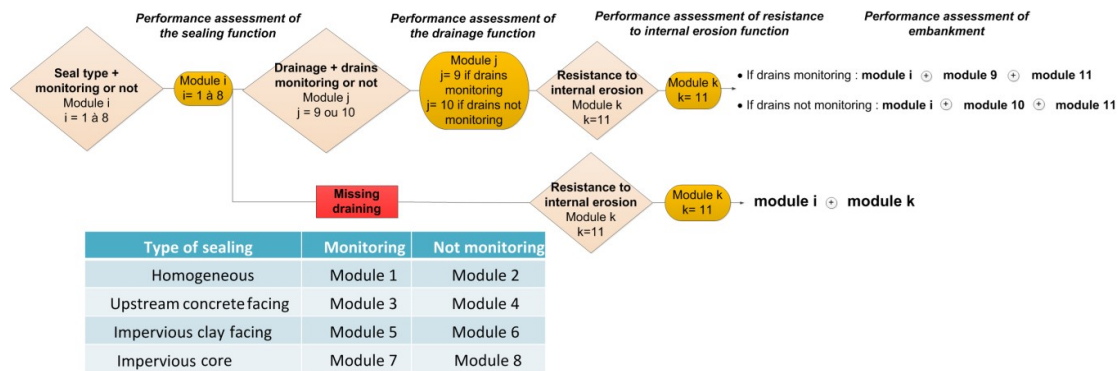 Performance assessment of
the sealing function
Performance assessment of
the drainage function
Performance assessment of resistance
to internal erosion function
Performance assessment of
embankment
Seal type +
monitoring or not
Module i
i = 1 à 8
Module i
i= 1 à 8
Drainage + drains
monitoring or not
Module j
j = 9 ou 10
Module j
j= 9 if drains
monitoring
j= 10 if drains not
monitoring
Resistance to
internal erosion
Module k
k=11
Module k
k= 11
• If drains monitoring : module i + module 9 + module 11
• If drains not monitoring : module i + module 10 + module 11
Missing
draining
Resistance to
internal erosion
Module k
k=11
Module k
k= 11
module i + module k
Type of sealing Monitoring Not monitoring
Homogeneous Module 1 Module 2
Upstream concrete facing Module 3 Module 4
Impervious clay facing Module 5 Module 6
Impervious core Module 7 Module 8